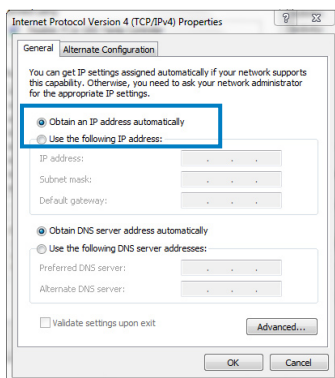 Internet Protocol Version 4 (TCP/IPv4) Properties
General
Alternate Configuration
You can get IP settings assigned automatically if your network supports
this capability. Otherwise, you need to ask your network administrator
for the appropriate IP settings.
Obtain an IP address automatically
Use the following IP address:
IP address:
Subnet mask:
Default gateway:
Obtain DNS server address automatically
Use the following DNS server addresses:
Preferred DNS server:
Alternate DNS server:
Validate settings upon exit
Advanced...
OK
Cancel